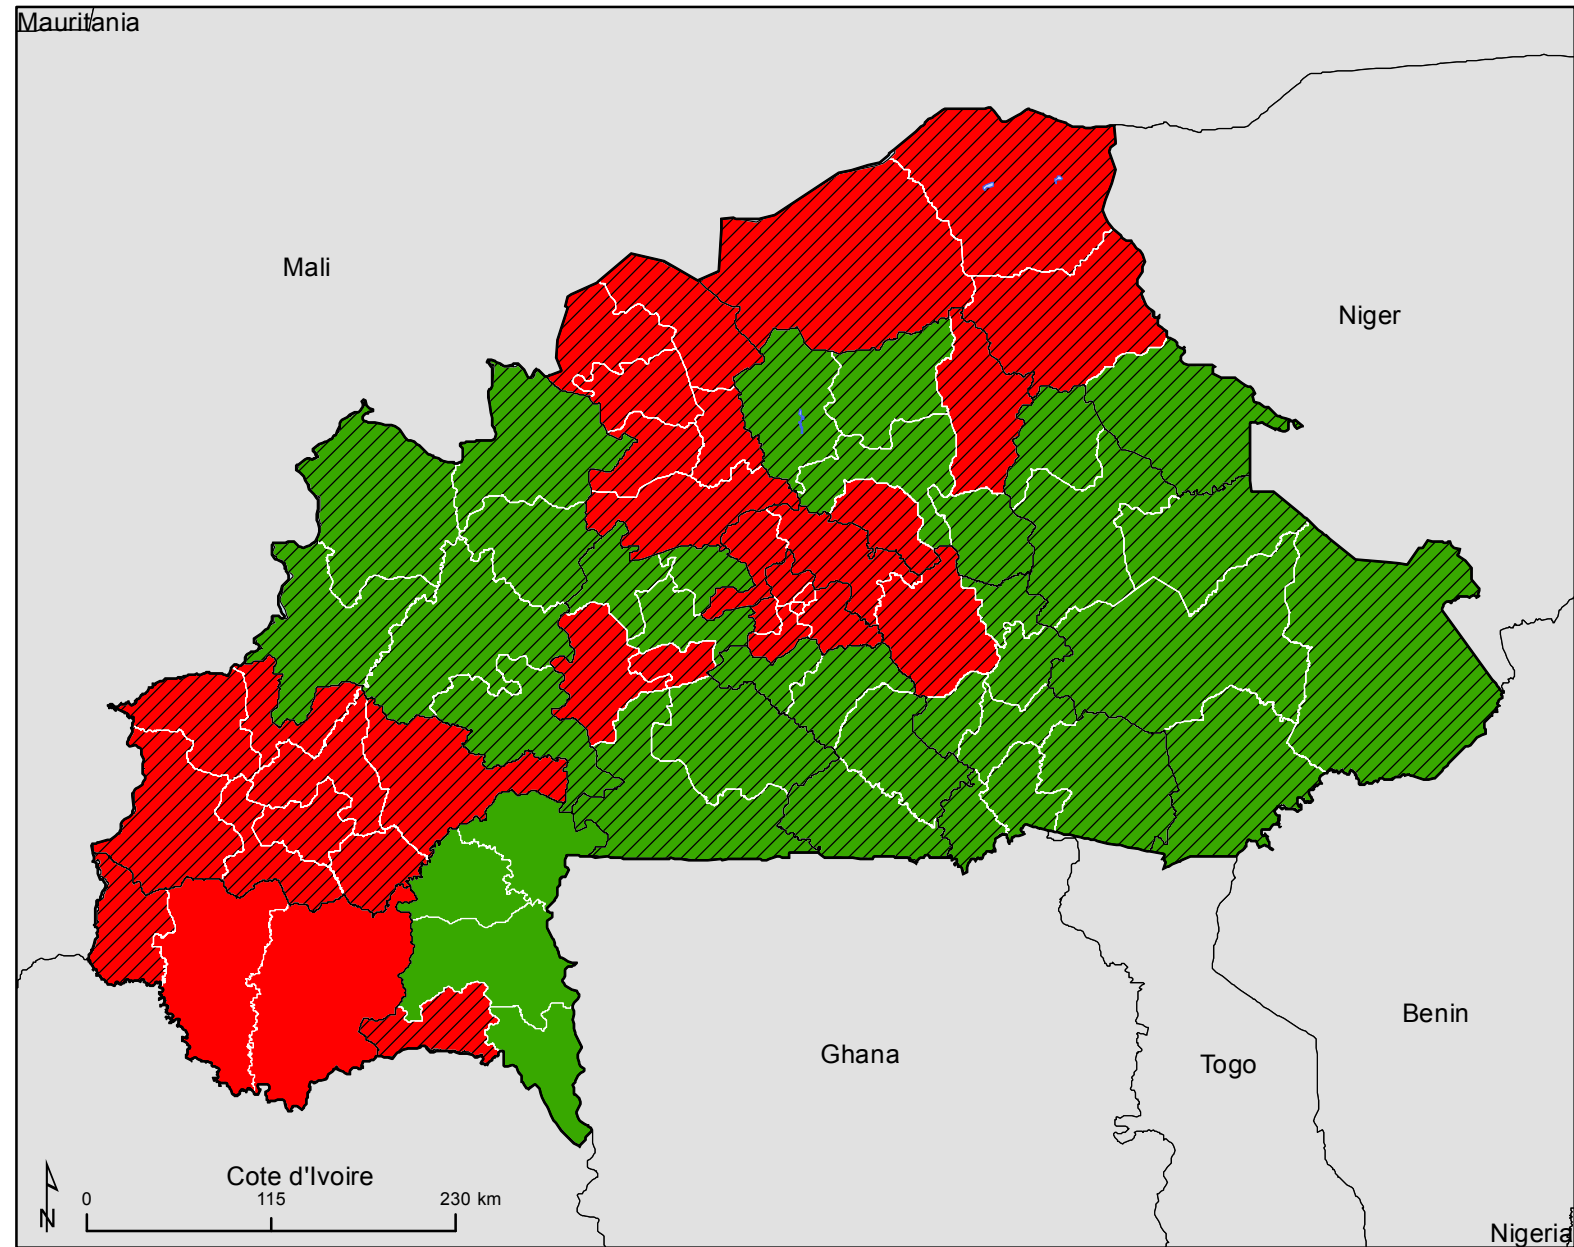 Mauritania
Mali
Niger
Benin
Ghana
Togo
Cote d'Ivoire
0 115 230 km
N
Nigeria